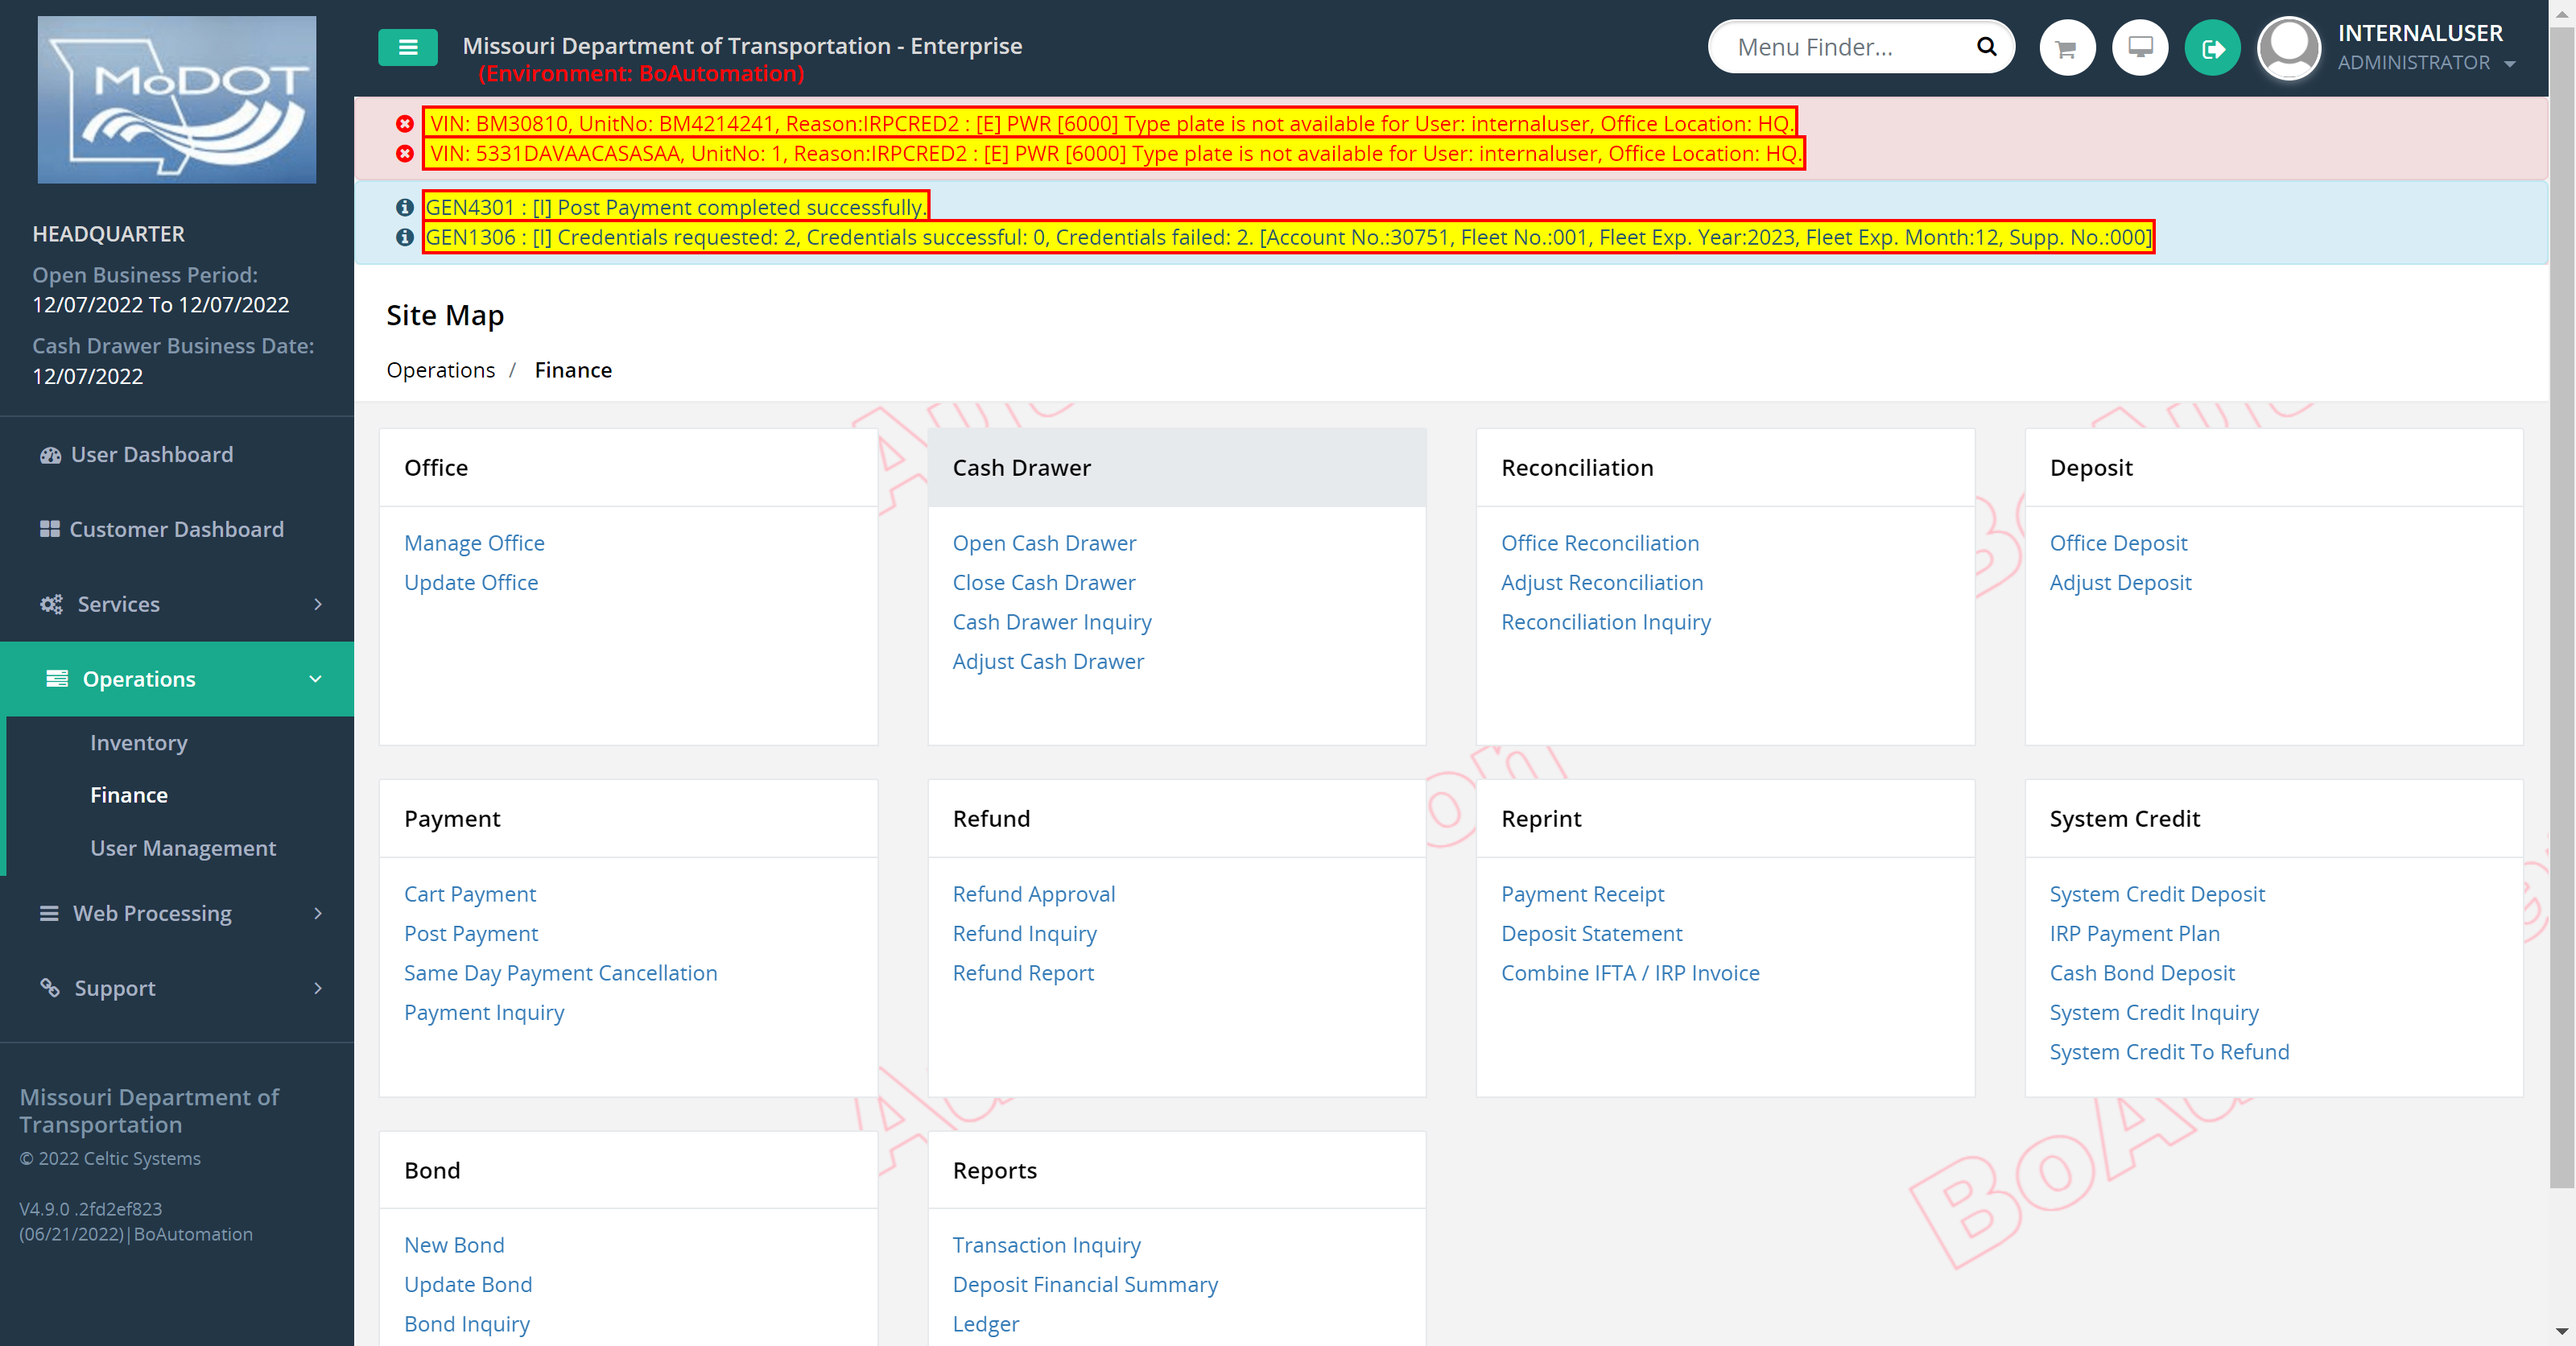 MoDOT
HEADQUARTER
Open Business Period:
12/07/2022 To 12/07/2022
Cash Drawer Business Date:
12/07/2022
User Dashboard
Customer Dashboard
Services
Operations
Inventory
Finance
User Management
Web Processing
Support
Missouri Department of
Transportation
© 2022 Celtic Systems
V4.9.0 .2fd2ef823
(06/21/2022)|BoAutomation
Missouri Department of Transportation - Enterprise
(Environment: BoAutomation)
Menu Finder...
INTERNALUSER
ADMINISTRATOR
VIN: BM30810, UnitNo: BM4214241, Reason:IRPCRED2 : [E] PWR [6000] Type plate is not available for User: internaluser, Office Location: HQ.
VIN: 5331DAVAACASASAA, UnitNo: 1, Reason:IRPCRED2 : [E] PWR [6000] Type plate is not available for User: internaluser, Office Location: HQ.
GEN4301 : [I] Post Payment completed successfully.
GEN1306 : [I] Credentials requested: 2, Credentials successful: 0, Credentials failed: 2. [Account No.:30751, Fleet No.:001, Fleet Exp. Year:2023, Fleet Exp. Month:12, Supp. No.:000]
Site Map
Operations / Finance
Office
Manage Office
Update Office
Cash Drawer
Open Cash Drawer
Close Cash Drawer
Cash Drawer Inquiry
Adjust Cash Drawer
Reconciliation
Office Reconciliation
Adjust Reconciliation
Reconciliation Inquiry
Deposit
Office Deposit
Adjust Deposit
Payment
Cart Payment
Post Payment
Same Day Payment Cancellation
Payment Inquiry
Refund
Refund Approval
Refund Inquiry
Refund Report
Reprint
Payment Receipt
Deposit Statement
Combine IFTA / IRP Invoice
System Credit
System Credit Deposit
IRP Payment Plan
Cash Bond Deposit
System Credit Inquiry
System Credit To Refund
Bond
New Bond
Update Bond
Bond Inquiry
Reports
Transaction Inquiry
Deposit Financial Summary
Ledger